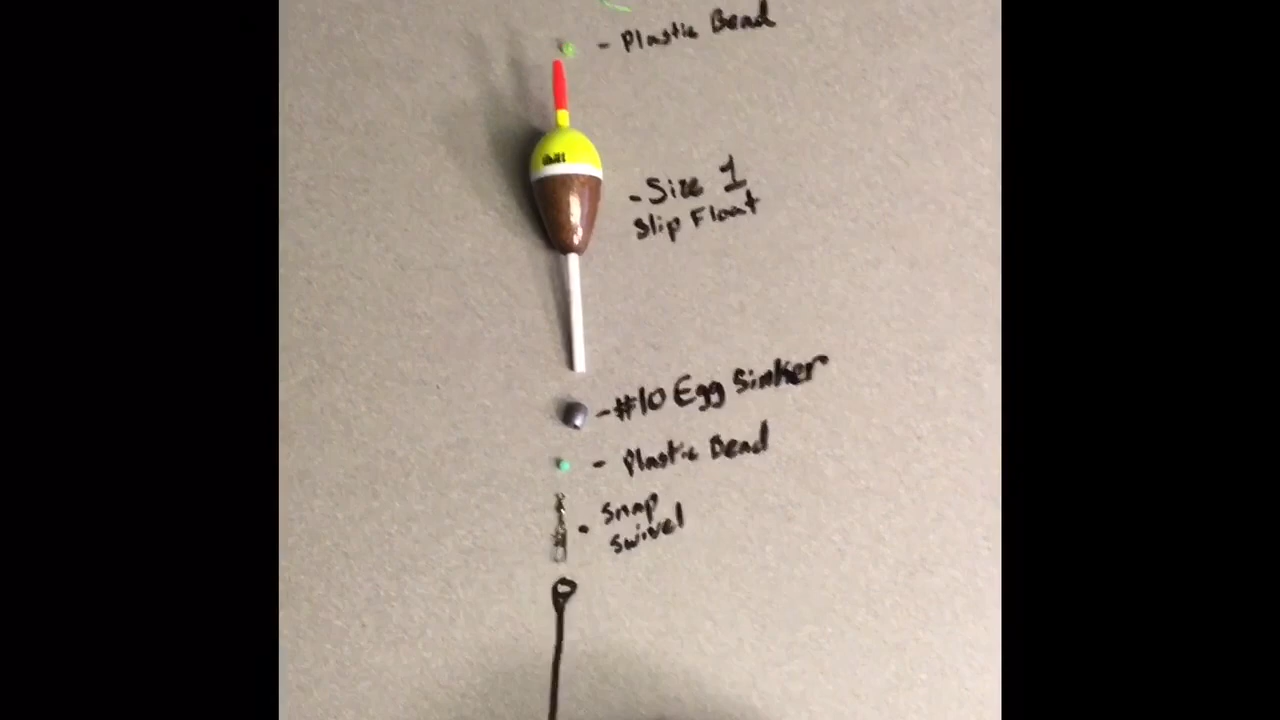 - Plastic Bead
- Size 1
Slip Float
- #10 Egg Sinker
- Plastic Bead
- Snap
Swivel